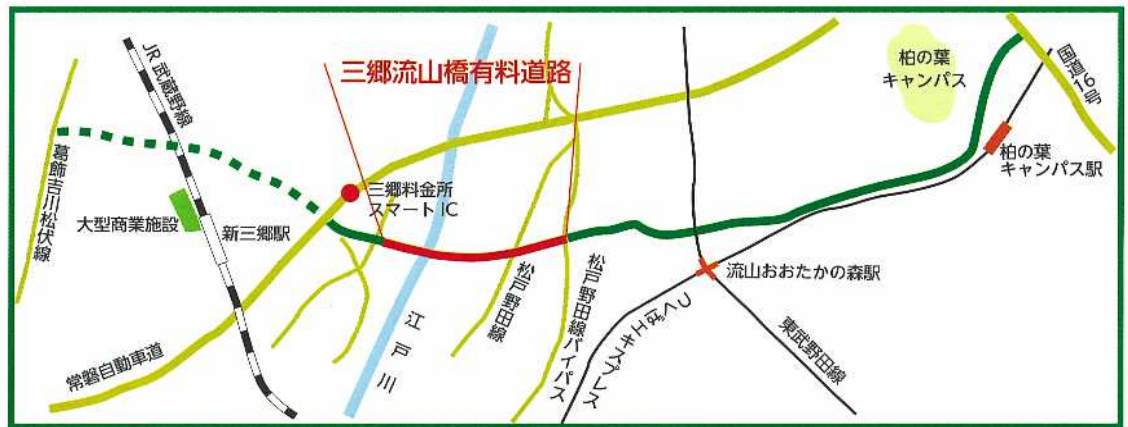 JR武蔵野線
三郷流山橋有料道路
柏の葉
キャンパス
国道16号
葛飾吉川松伏線
大型商業施設
新三郷駅
三郷料金所
スマートIC
柏の葉
キャンパス駅
常磐自動車道
江戸川
松戸野田線
松戸野田線バイパス
流山おおたかの森駅
つくばエキスプレス
東武野田線